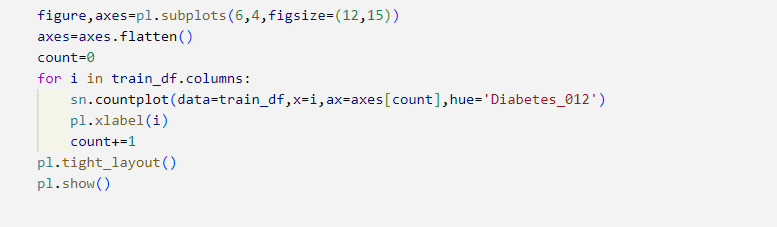 figure,axes=pl.subplots(6,4,figsize=(12,15))
axes=axes.flatten()
count=0
for i in train_df.columns:
    sn.countplot(data=train_df,x=i,ax=axes[count],hue='Diabetes_012')
    pl.xlabel(i)
    count+=1
pl.tight_layout()
pl.show()